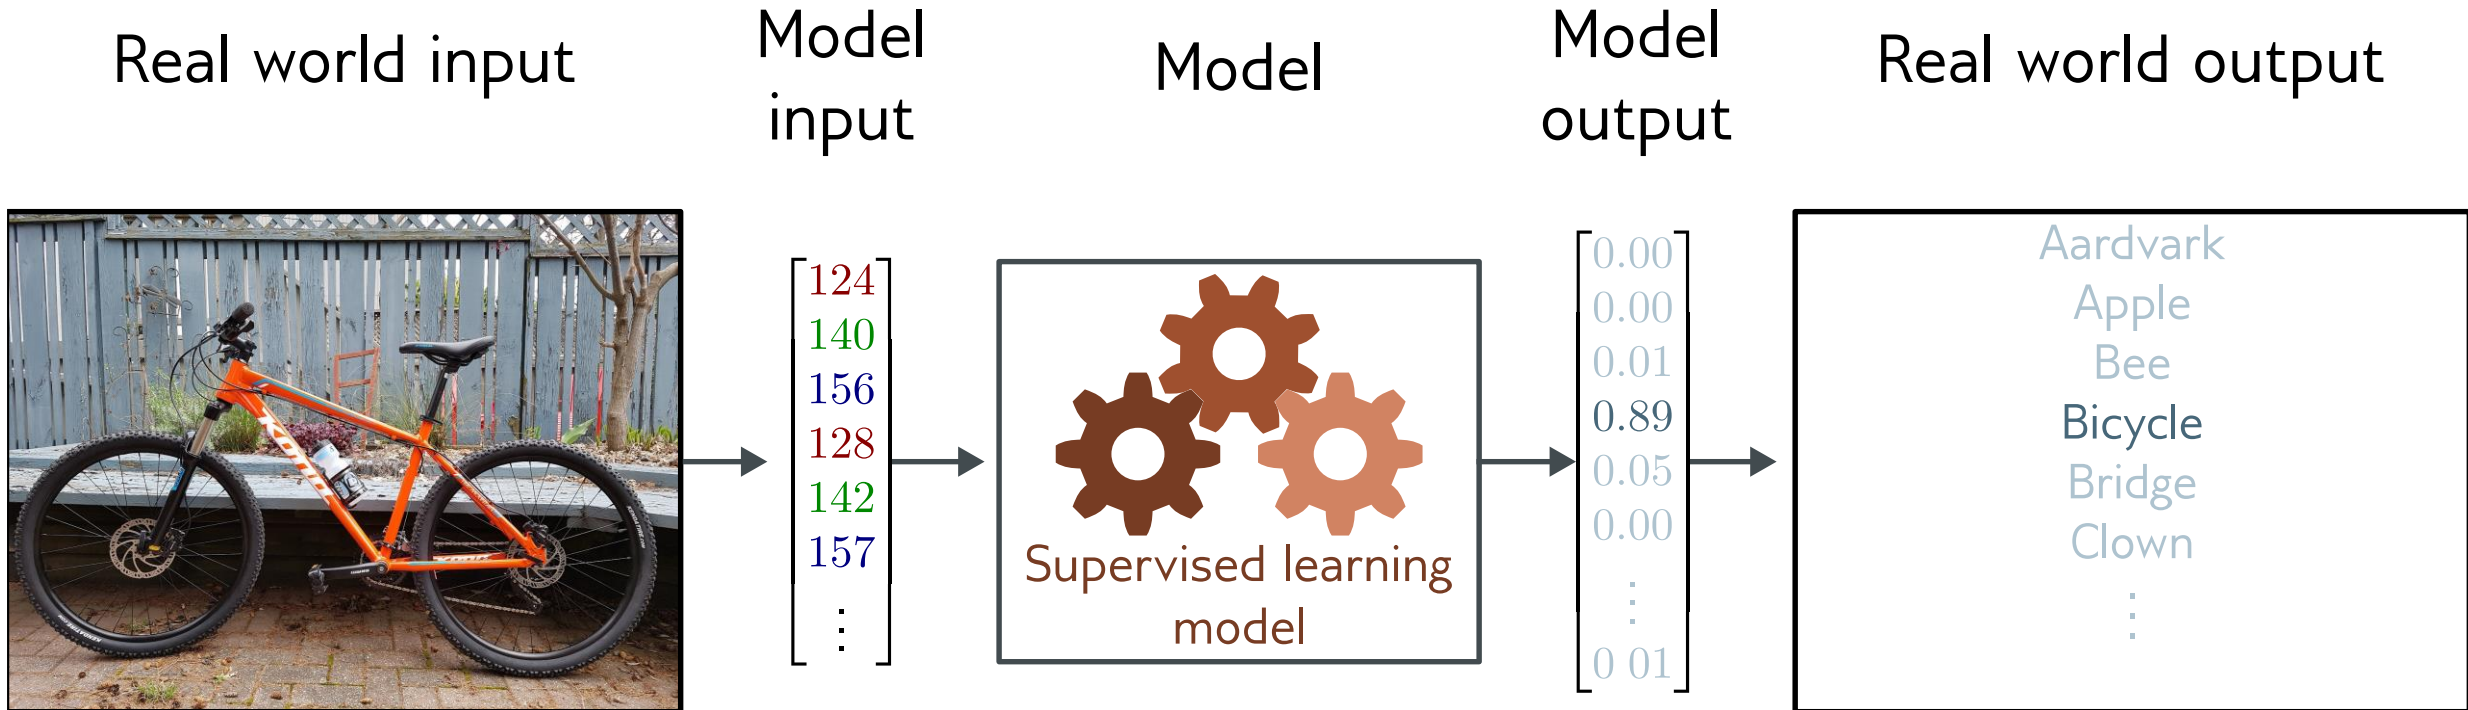 Real world input
Model
input
Model
Model
output
Real world output
KONA
124
140
156
128
142
157
⋮
Supervised learning
model
0.00
0.00
0.01
0.89
0.05
0.00
⋮
0 01
Aardvark
Apple
Bee
Bicycle
Bridge
Clown
⋮